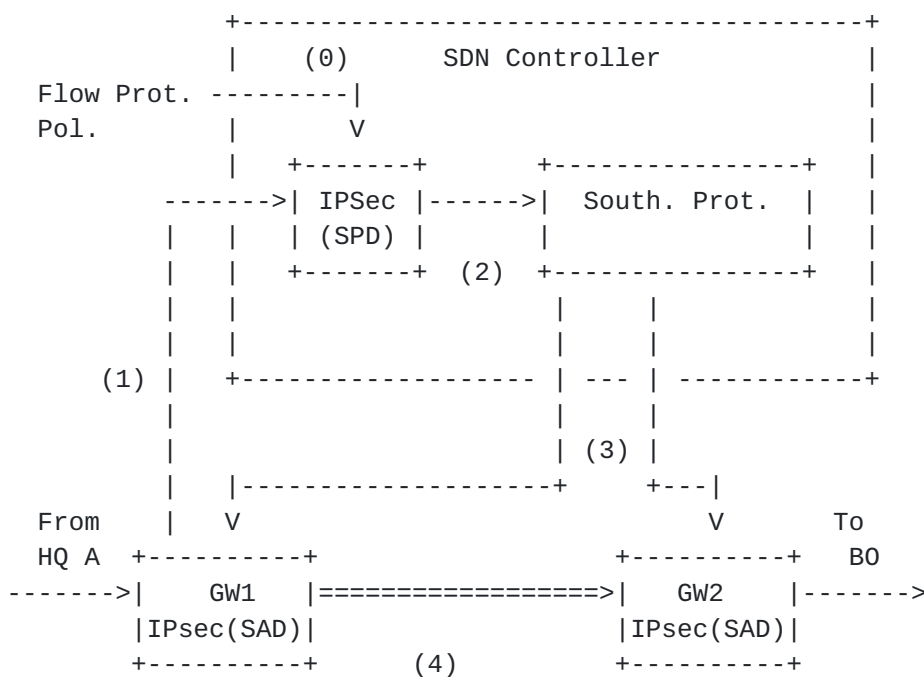 (0) SDN Controller
Flow Prot.
Pol. V
IPSec South. Prot.
(SPD)
(2)
(1)
(3)
From V V To
HQ A BO
GW1 GW2
IPsec(SAD) IPsec(SAD)
(4)